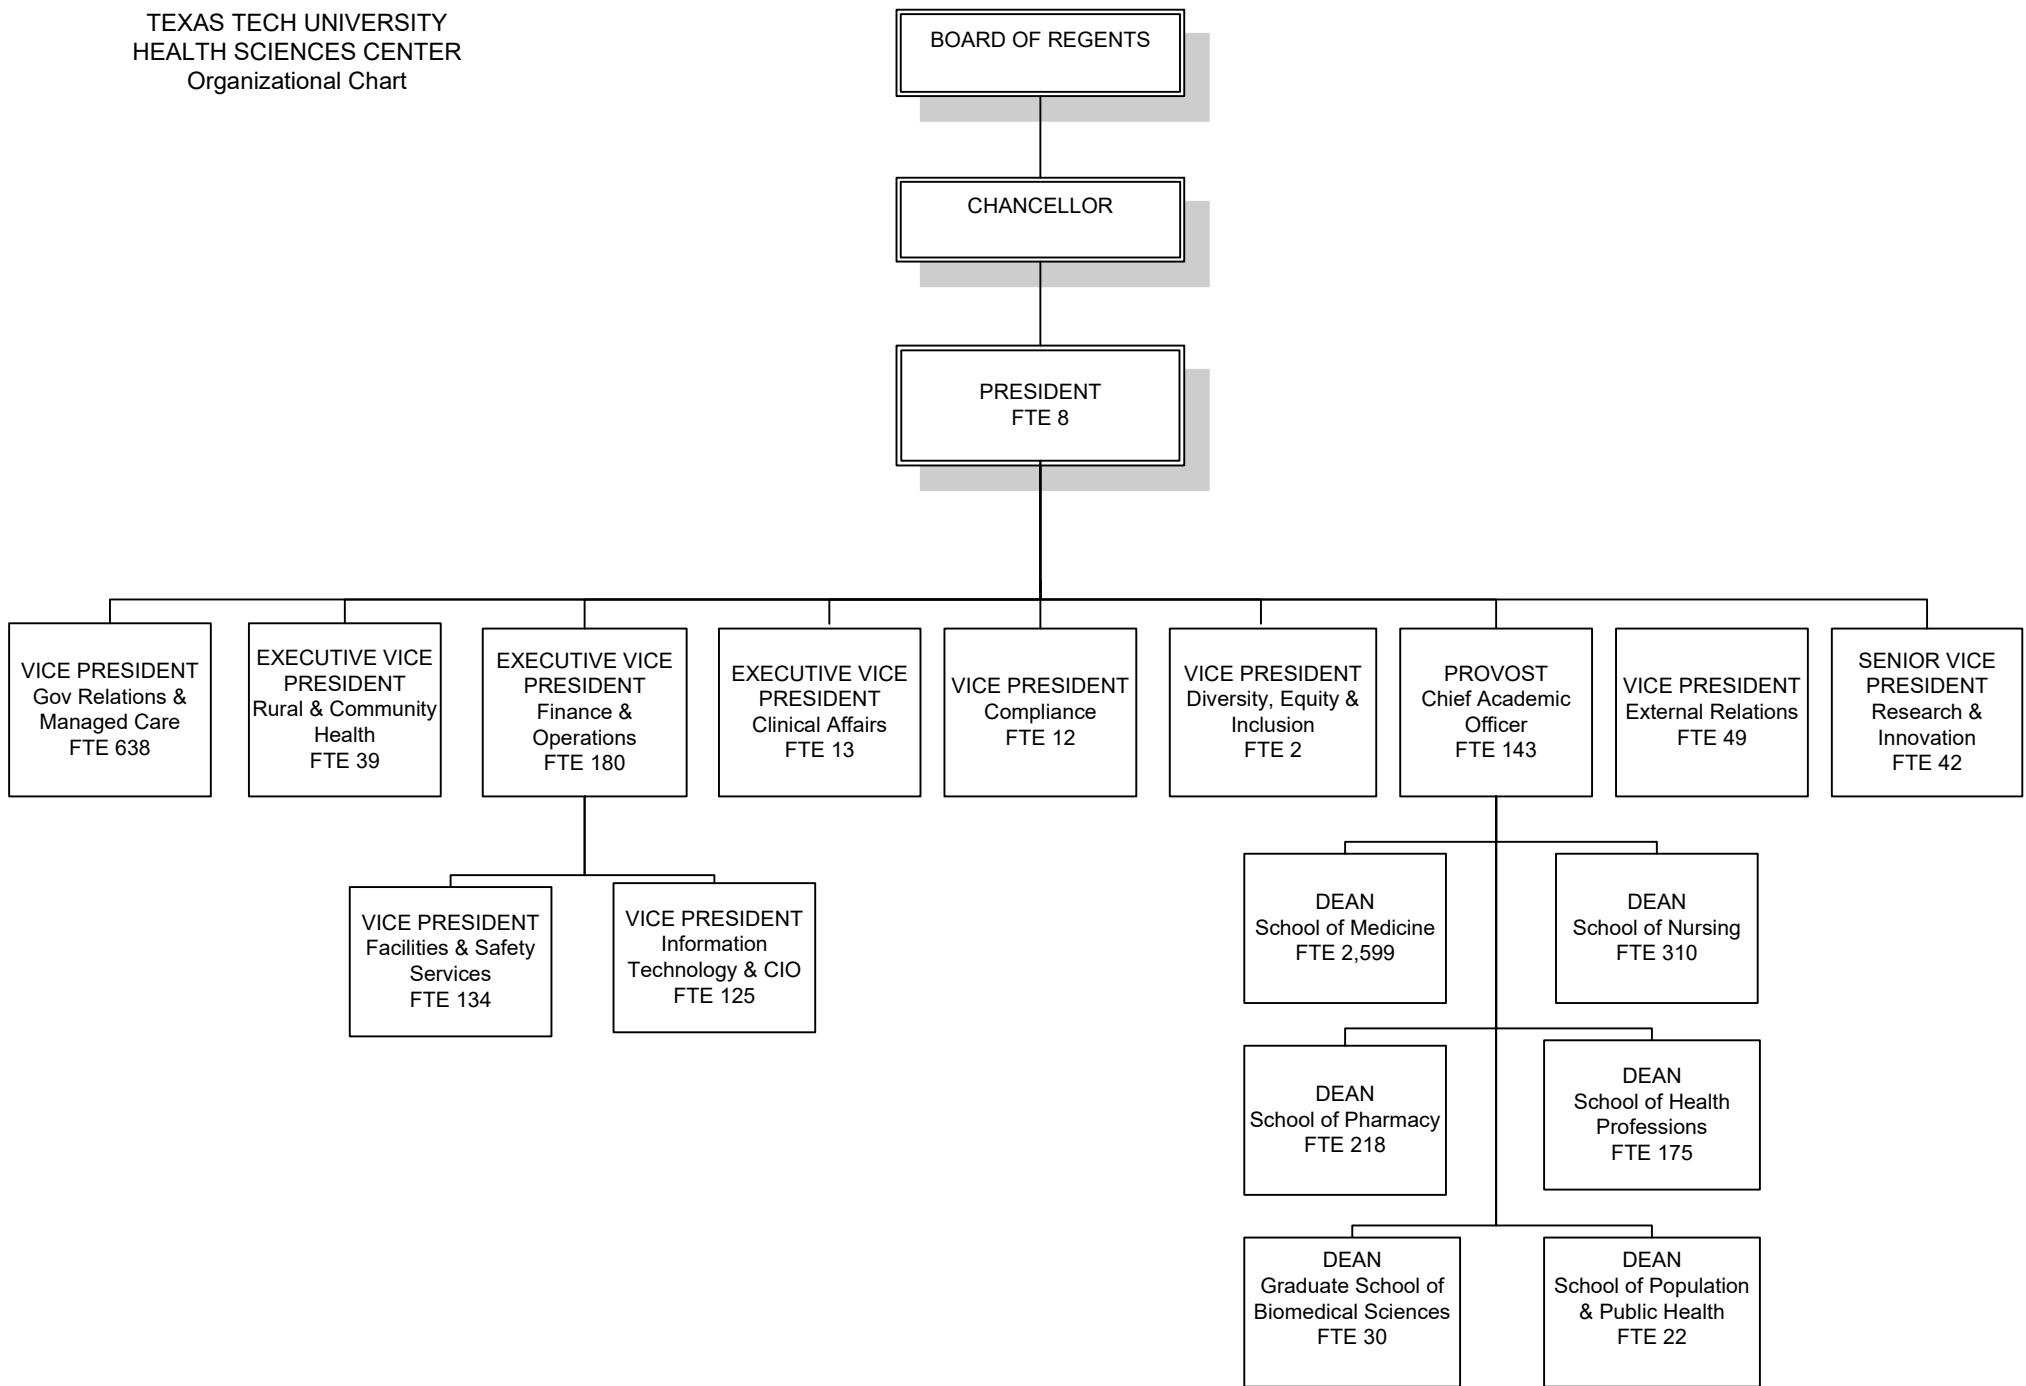 TEXAS TECH UNIVERSITY
HEALTH SCIENCES CENTER
Organizational Chart
BOARD OF REGENTS
CHANCELLOR
PRESIDENT
FTE 8
VICE PRESIDENT
Gov Relations &
Managed Care
FTE 638
EXECUTIVE VICE
PRESIDENT
Rural & Community
Health
FTE 39
EXECUTIVE VICE
PRESIDENT
Finance &
Operations
FTE 180
EXECUTIVE VICE
PRESIDENT
Clinical Affairs
FTE 13
VICE PRESIDENT
Compliance
FTE 12
VICE PRESIDENT
Diversity, Equity &
Inclusion
FTE 2
PROVOST
Chief Academic
Officer
FTE 143
VICE PRESIDENT
External Relations
FTE 49
SENIOR VICE
PRESIDENT
Research &
Innovation
FTE 42
VICE PRESIDENT
Facilities & Safety
Services
FTE 134
VICE PRESIDENT
Information
Technology & CIO
FTE 125
DEAN
School of Medicine
FTE 2,599
DEAN
School of Nursing
FTE 310
DEAN
School of Pharmacy
FTE 218
DEAN
School of Health
Professions
FTE 175
DEAN
Graduate School of
Biomedical Sciences
FTE 30
DEAN
School of Population
& Public Health
FTE 22